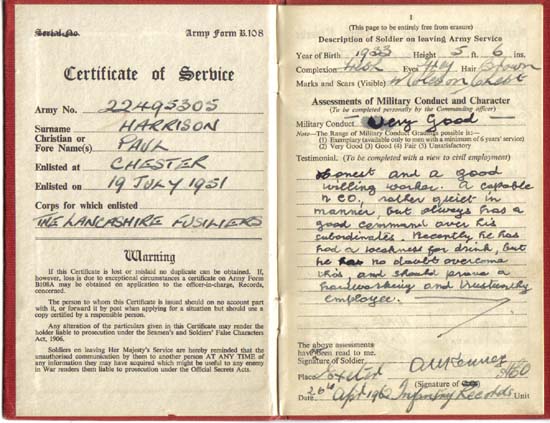 Serial No. Army Form B.108
Certificate of Service
Army No. 22495305
Surname HARRISON
Christian or
Fore Name(s) PAUL
Enlisted at CHESTER
Enlisted on 19 JULY 1951
Corps for which enlisted
THE LANCASHIRE FUSILIERS
Warning
If this Certificate is lost or mislaid no duplicate can be obtained. If,
however, loss is due to exceptional circumstances a certificate on Army Form
B108A may be obtained on application to the officer-in-charge, Records,
concerned.
The person to whom this Certificate is issued should on no account part
with it, or forward it by post when applying for a situation but should use a
copy certified by a responsible person.
Any alteration of the particulars given in this Certificate may render the
holder liable to prosecution under the Seamen's and Soldiers' False Characters
Act, 1906.
Soldiers on leaving Her Majesty's Service are hereby reminded that the
unauthorised communication by them to another person AT ANY TIME of
any information they may have acquired which might be useful to any enemy
in War renders them liable to prosecution under the Official Secrets Acts.
1
(This page to be entirely free from erasure)
Description of Soldier on leaving Army Service
Year of Birth 1933 Height 5 ft. 6 ins.
Complexion Fresh Eyes Grey Hair Brown
Marks and Scars (Visible) Mole on Chest
Assessments of Military Conduct and Character
(To be completed personally by the Commanding officer)
Military Conduct Very Good
Note—The Range of Military Conduct Gradings possible is:—
(1) Exemplary (available only to men with a minimum of 6 years' service)
(2) Very Good (3) Good (4) Fair (5) Unsatisfactory
Testimonial. (To be completed with a view to civil employment)
Honest and a good
willing worker. A capable
N CO, rather quiet in
manner, but always has a
good command over his
subordinates. Recently he has
had a weakness for drink, but
he has no doubt overcome
this, and should prove a
hardworking and trustworthy
employee.
The above assessments
have been read to me.
Signature of Soldier
Place Exeter (Signature of
Date 26th Apr 1960 Infantry Records Unit